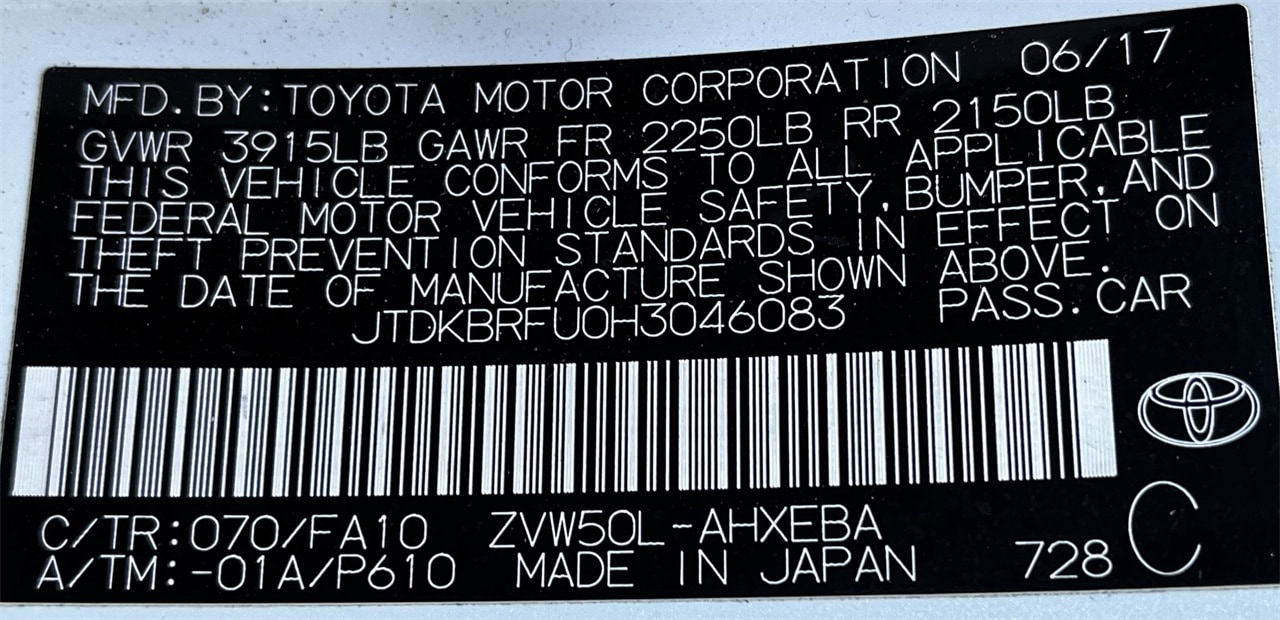 MFD.BY:TOYOTA MOTOR CORPORATION 06/17
GVWR 3915LB GAWR FR 2250LB RR 2150LB
THIS VEHICLE CONFORMS TO ALL APPLICABLE
FEDERAL MOTOR VEHICLE SAFETY,BUMPER,AND
THEFT PREVENTION STANDARDS IN EFFECT ON
THE DATE OF MANUFACTURE SHOWN ABOVE.
JTDKBRFU0H3046083 PASS.CAR
C/TR:070/FA10 ZVW50L-AHXEBA
A/TM:-01A/P610 MADE IN JAPAN 728 C